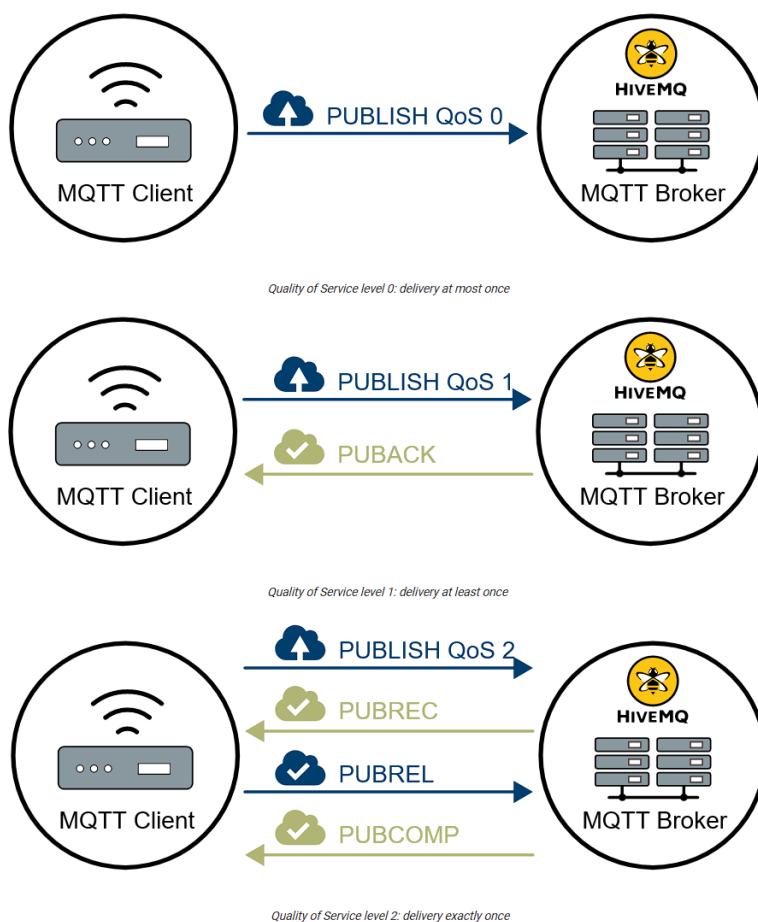 HIVEMQ
PUBLISH QoS 0
MQTT Client
MQTT Broker
Quality of Service level 0: delivery at most once
PUBLISH QoS 1
HIVEMQ
PUBACK
MQTT Client
MQTT Broker
Quality of Service level 1: delivery at least once
PUBLISH QoS 2
PUBREC
HIVEMQ
PUBREL
MQTT Client
MQTT Broker
PUBCOMP
Quality of Service level 2: delivery exactly once